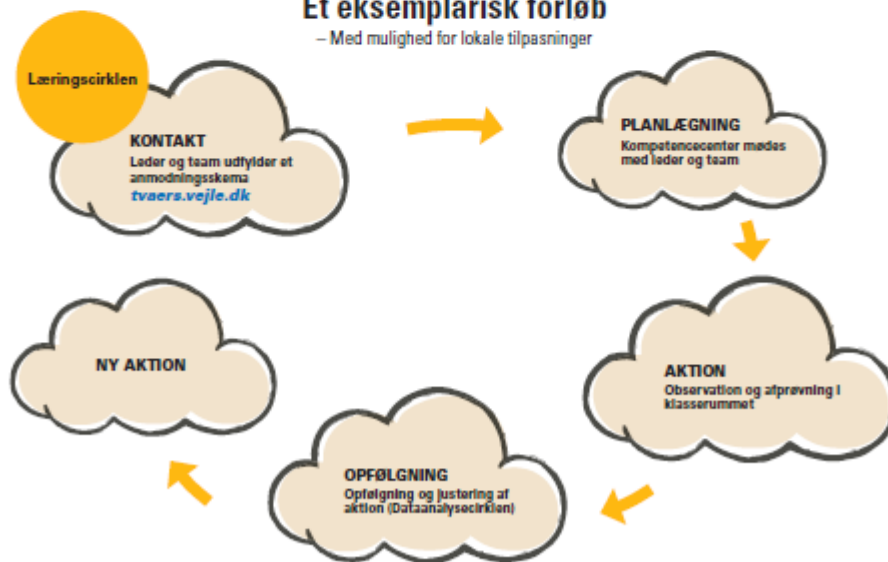 Et eksemplarisk forløb
– Med mulighed for lokale tilpasninger
Læringscirklen
KONTAKT
Leder og team udfylder et
anmodningsskema
tvaers.vejle.dk
PLANLÆGNING
Kompetencecenter mødes
med leder og team
AKTION
Observation og afprøvning i
klasserummet
OPFØLGNING
Opfølgning og justering af
aktion (Dataanalysecirklen)
NY AKTION